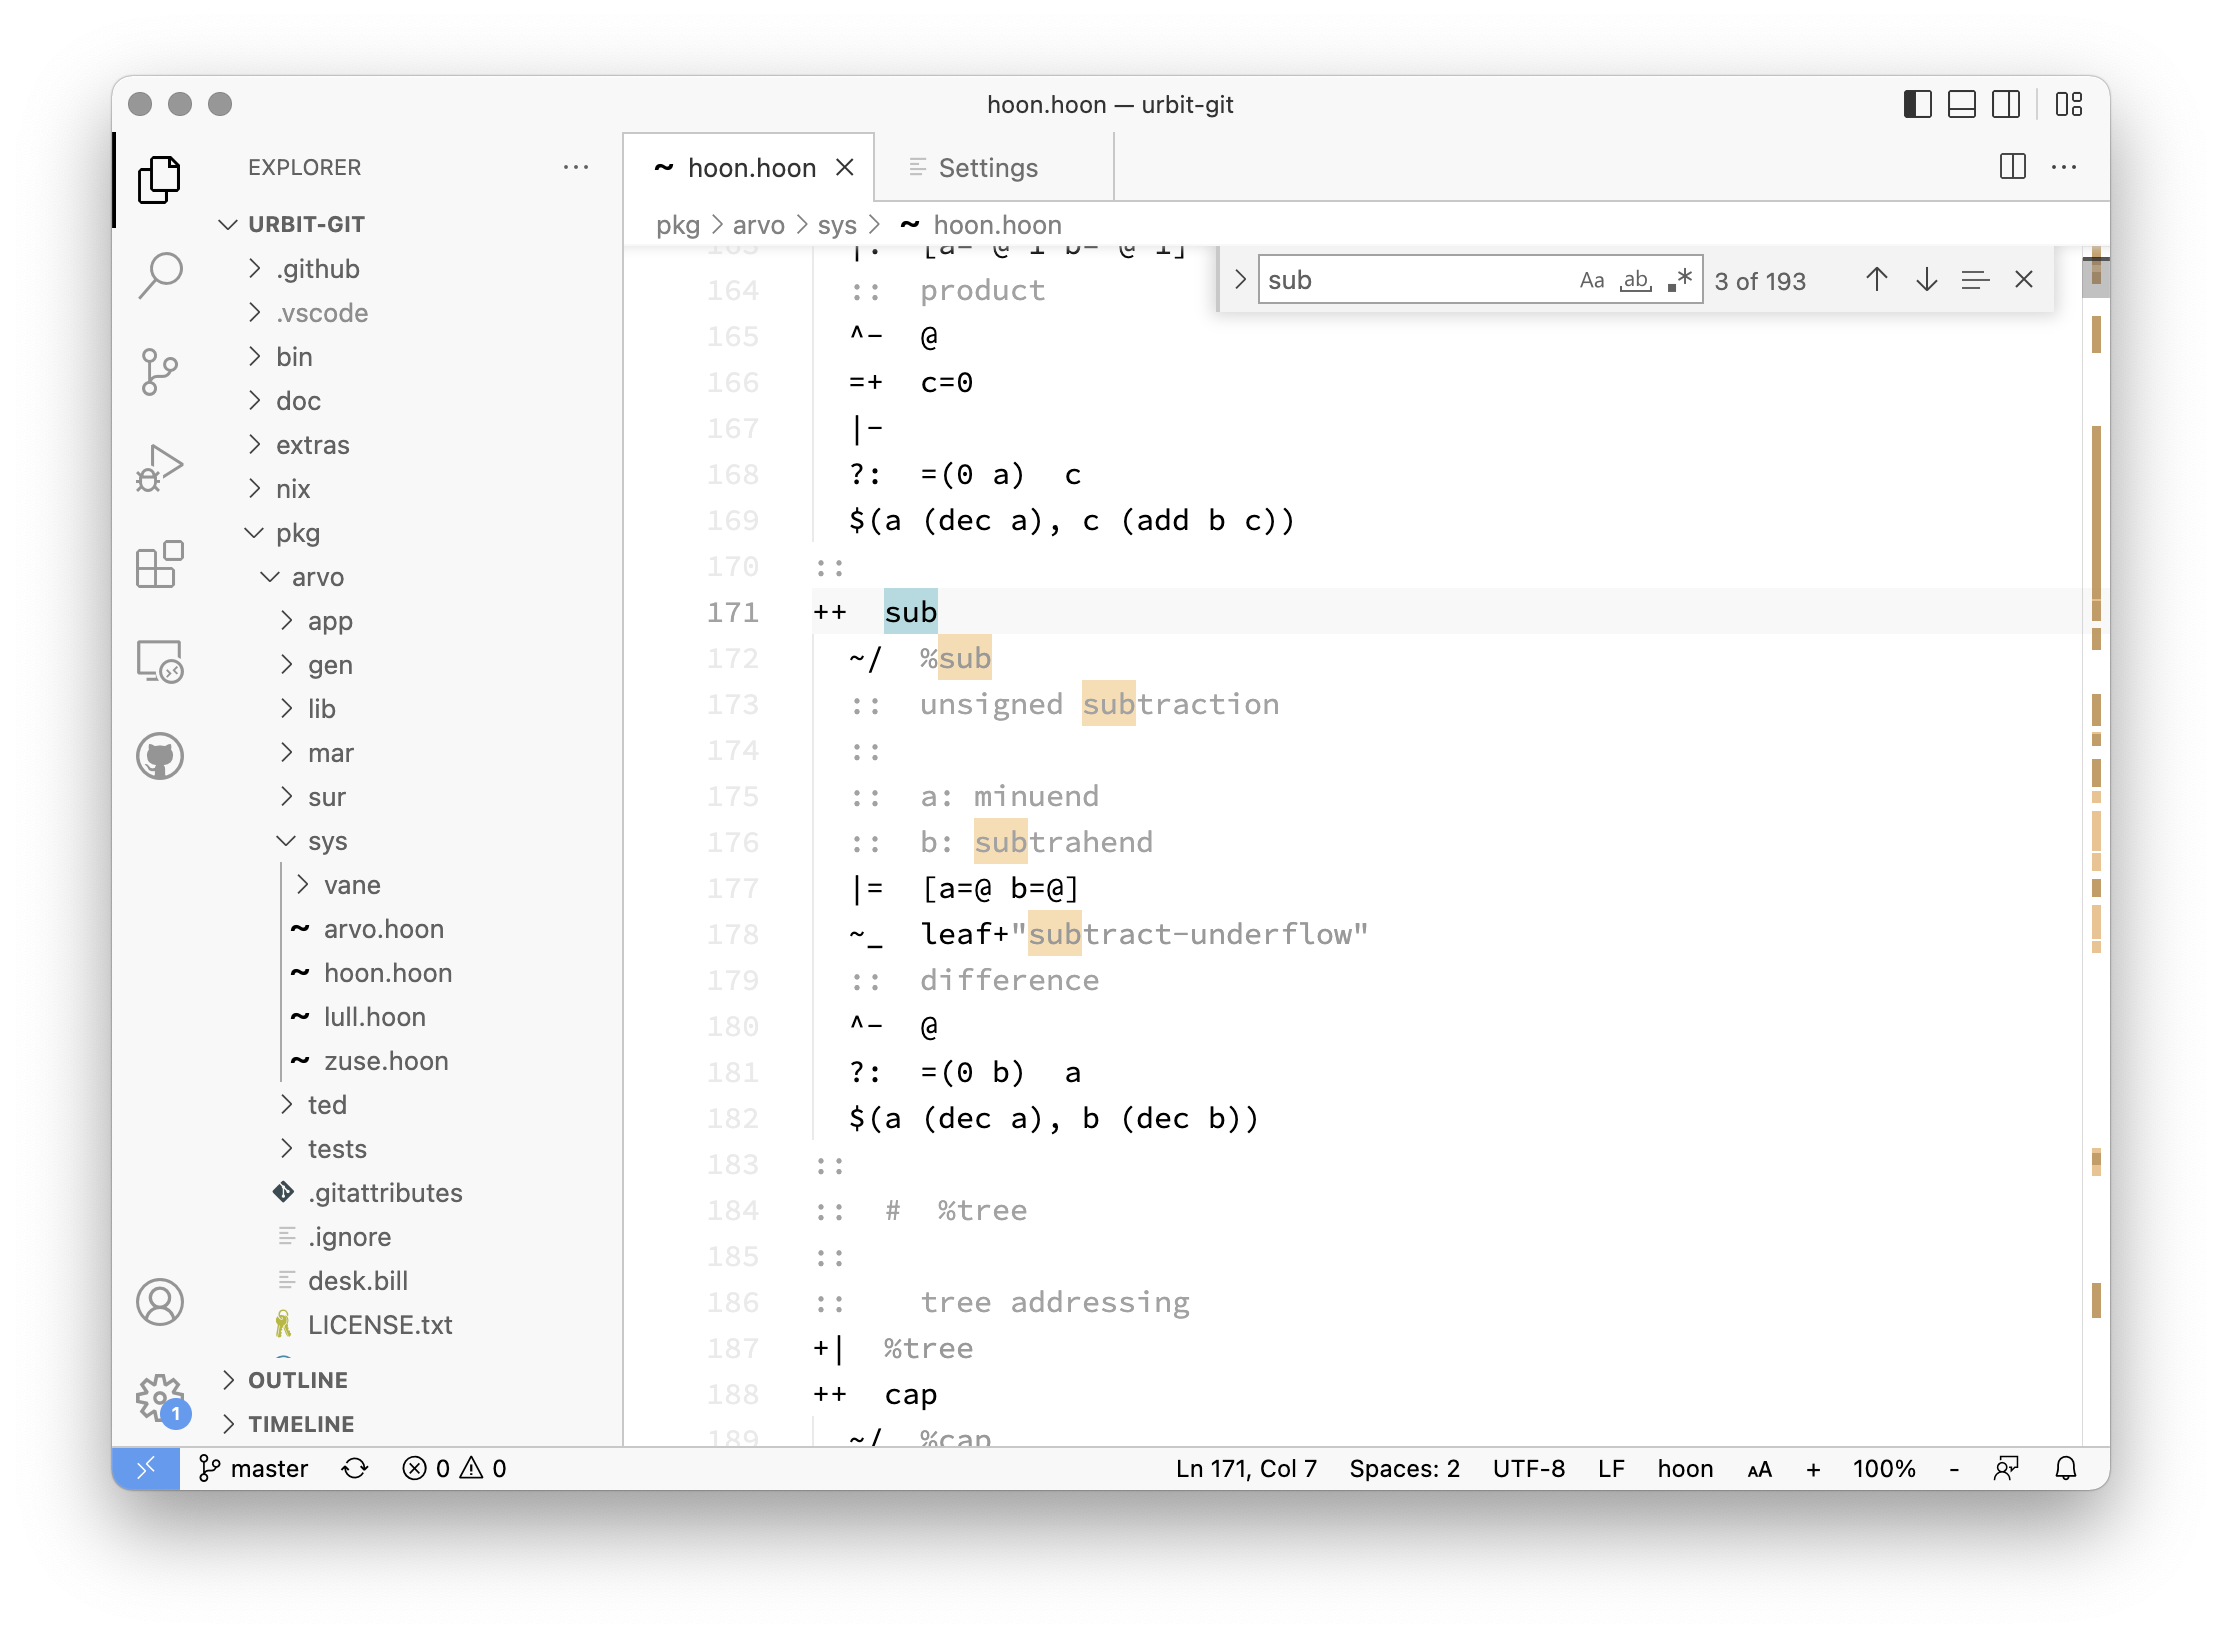 hoon.hoon — urbit-git
EXPLORER
URBIT-GIT
.github
.vscode
bin
doc
extras
nix
pkg
arvo
app
gen
lib
mar
sur
sys
vane
~ arvo.hoon
~ hoon.hoon
~ lull.hoon
~ zuse.hoon
ted
tests
.gitattributes
.ignore
desk.bill
LICENSE.txt
OUTLINE
TIMELINE
1
~ hoon.hoon
Settings
pkg > arvo > sys > ~ hoon.hoon
sub Aa ab .* 3 of 193
164 :: product
165 ^- @
166 =+ c=0
167 |-
168 ?: =(0 a) c
169 $(a (dec a), c (add b c))
170 ::
171 ++ sub
172 ~/ %sub
173 :: unsigned subtraction
174 ::
175 :: a: minuend
176 :: b: subtrahend
177 |= [a=@ b=@]
178 ~_ leaf+"subtract-underflow"
179 :: difference
180 ^- @
181 ?: =(0 b) a
182 $(a (dec a), b (dec b))
183 ::
184 :: # %tree
185 ::
186 :: tree addressing
187 +| %tree
188 ++ cap
189 ~/ %cap
master 0 0 Ln 171, Col 7 Spaces: 2 UTF-8 LF hoon AA + 100% -